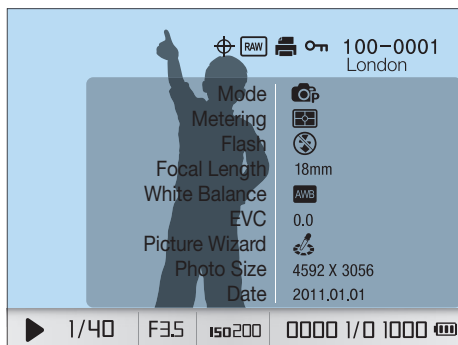 RAW 100-0001
London
Mode P
Metering
Flash
Focal Length 18mm
White Balance AWB
EVC 0.0
Picture Wizard
Photo Size 4592 X 3056
Date 2011.01.01
1/40 F3.5 ISO200 0000 1/0 1000